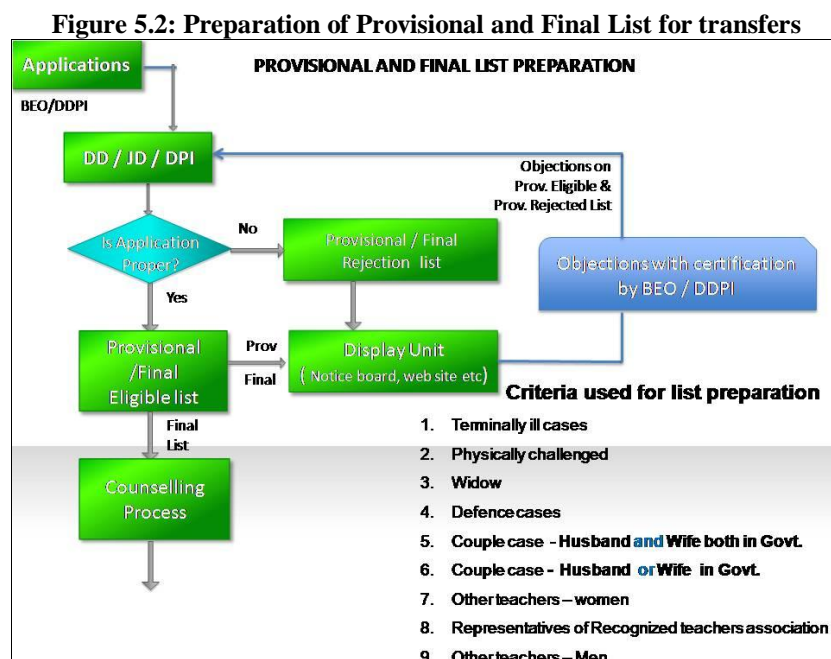 Figure 5.2: Preparation of Provisional and Final List for transfers
Applications
PROVISIONAL AND FINAL LIST PREPARATION
BEO/DDPI
DD / JD / DPI
Objections on
Prov. Eligible &
Prov. Rejected List
Is Application
Proper?
No
Provisional / Final
Rejection list
Objections with certification
by BEO / DDPI
Yes
Provisional
/Final
Eligible list
Prov
Final
Display Unit
( Notice board, web site etc)
Final
List
Counselling
Process
Criteria used for list preparation
1. Terminally ill cases
2. Physically challenged
3. Widow
4. Defence cases
5. Couple case - Husband and Wife both in Govt.
6. Couple case - Husband or Wife in Govt.
7. Other teachers – women
8. Representatives of Recognized teachers association
9. Other teachers – Men